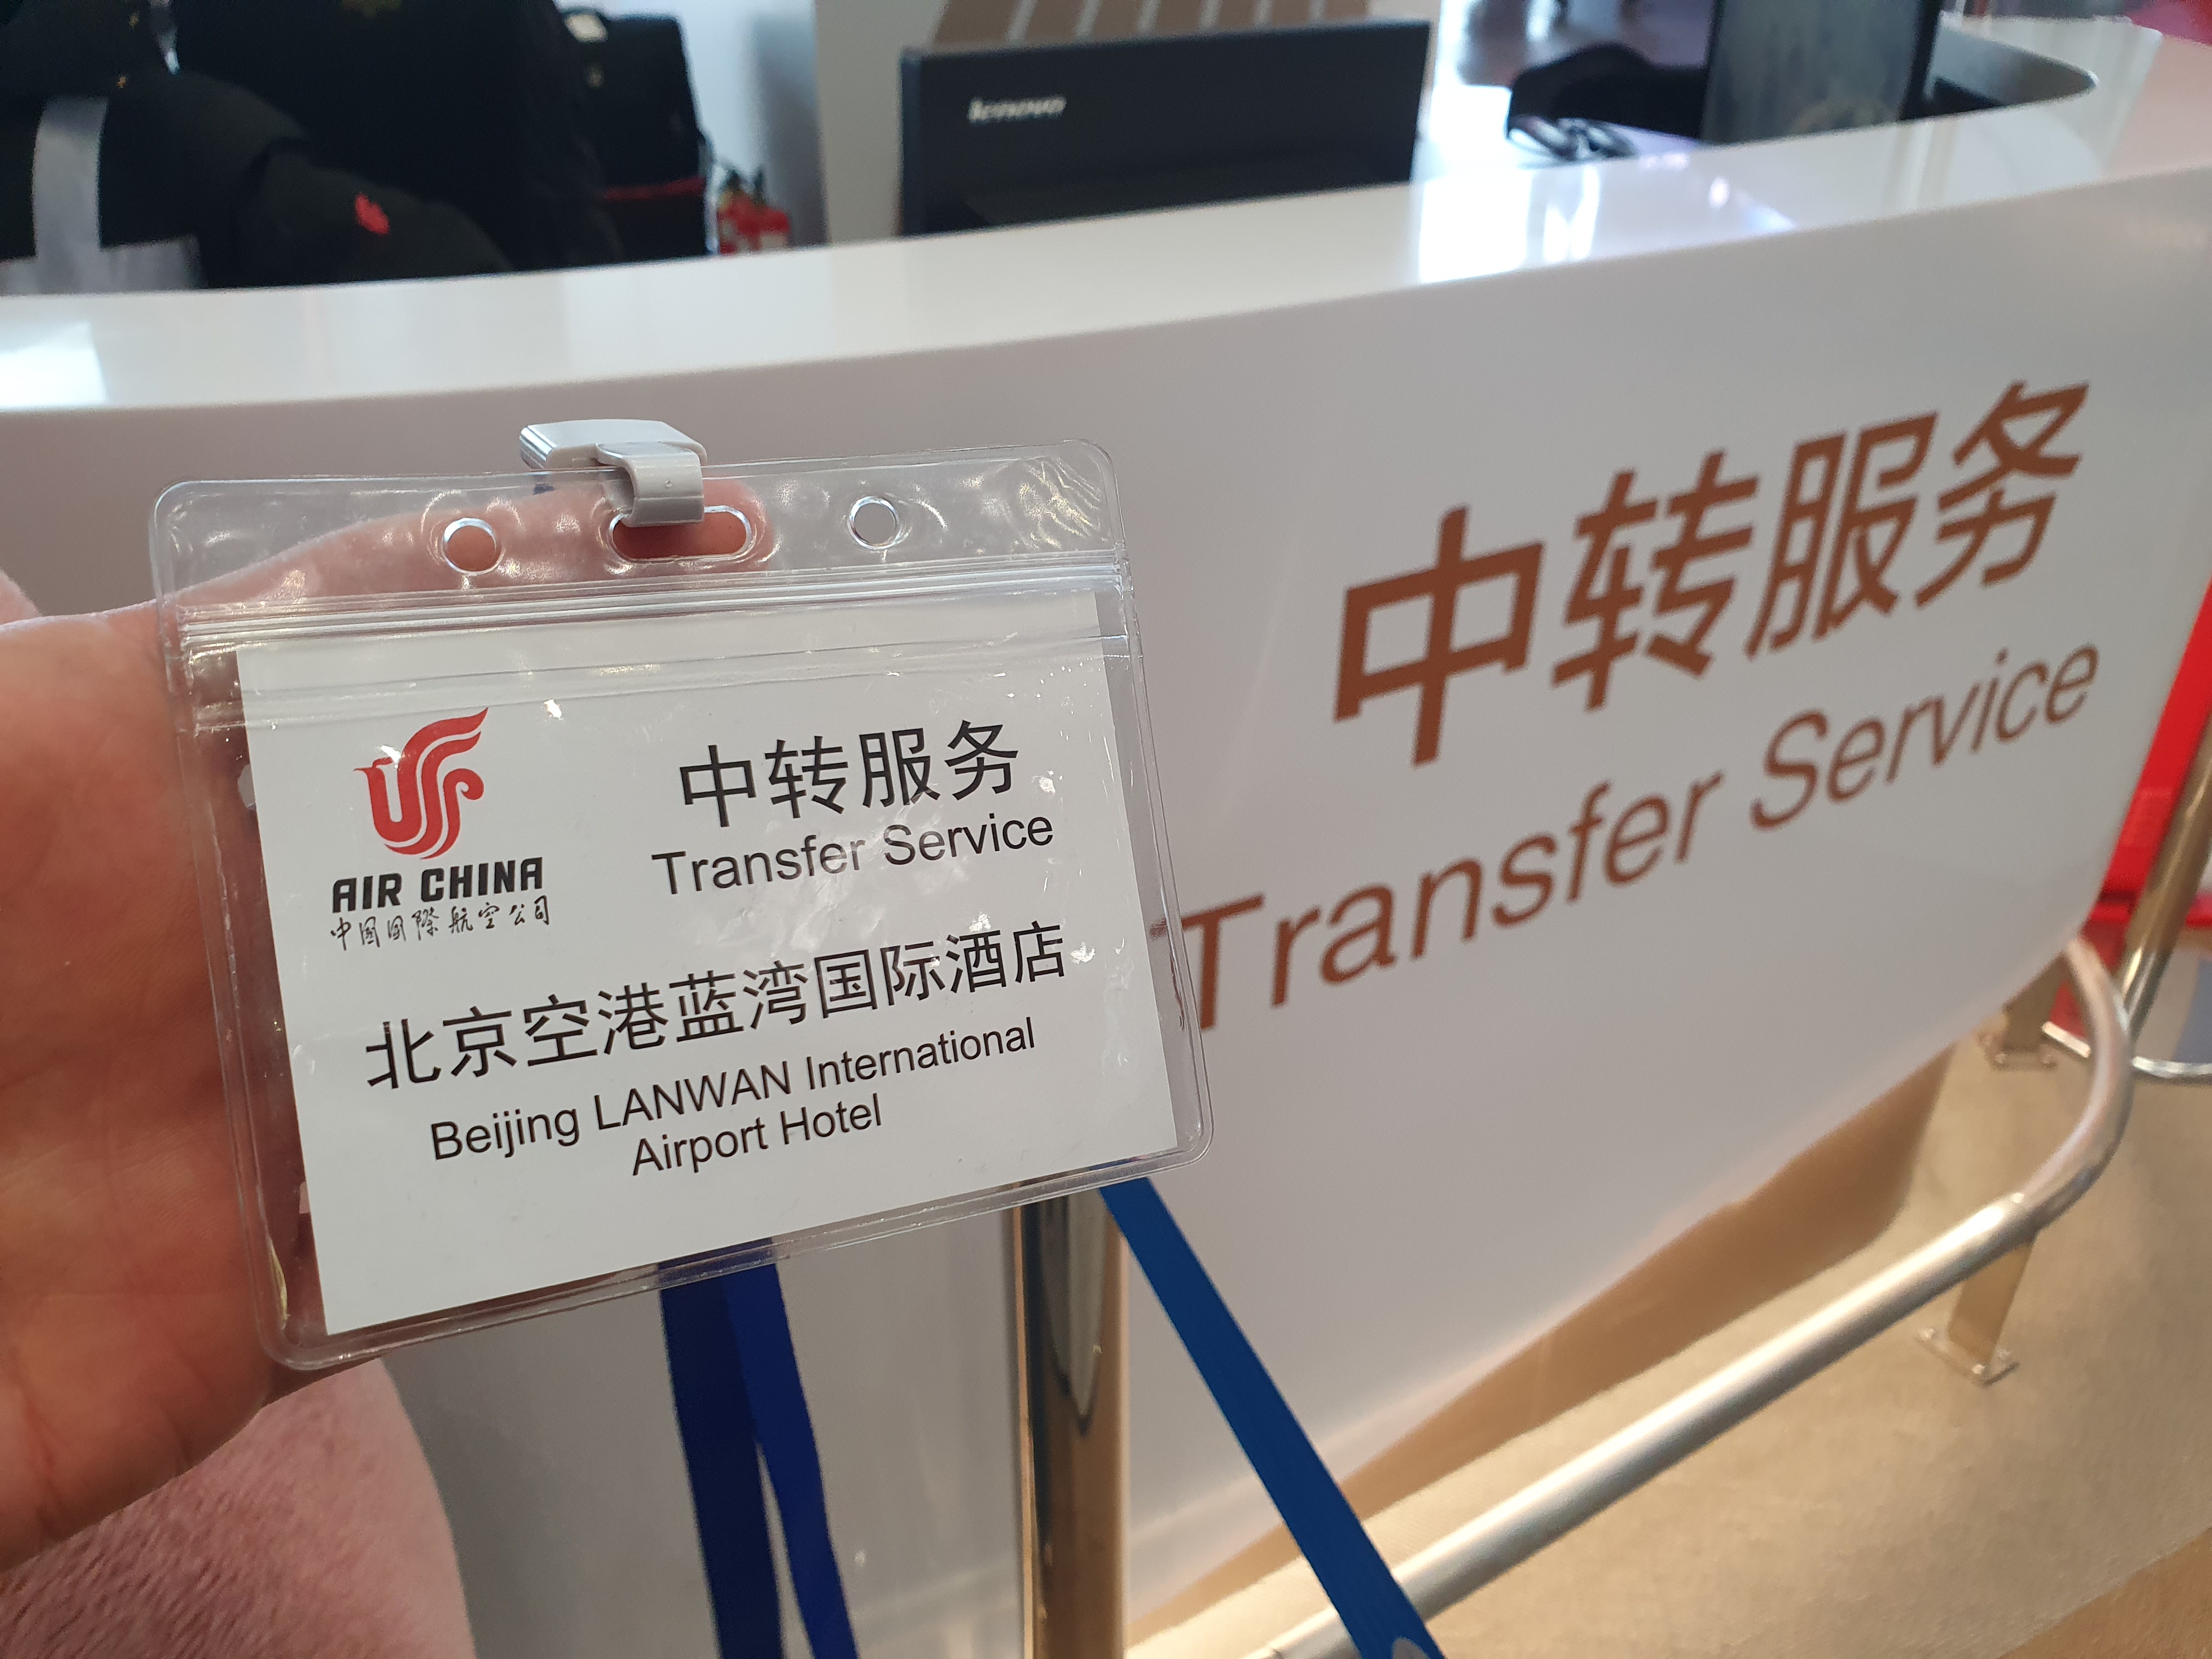 lenovo
中转服务
Transfer Service
AIR CHINA
中国国際航空公司
中转服务
Transfer Service
北京空港蓝湾国际酒店
Beijing LANWAN International
Airport Hotel